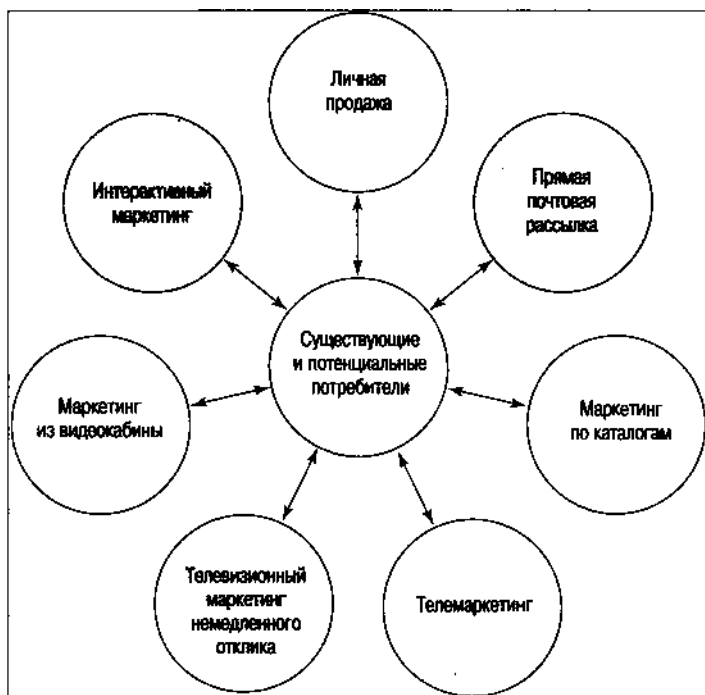 Личная
продажа
Прямая
почтовая
рассылка
Маркетинг
по каталогам
Телемаркетинг
Телевизионный
маркетинг
немедленного
отклика
Маркетинг
из видеокабины
Интерактивный
маркетинг
Существующие
и потенциальные
потребители